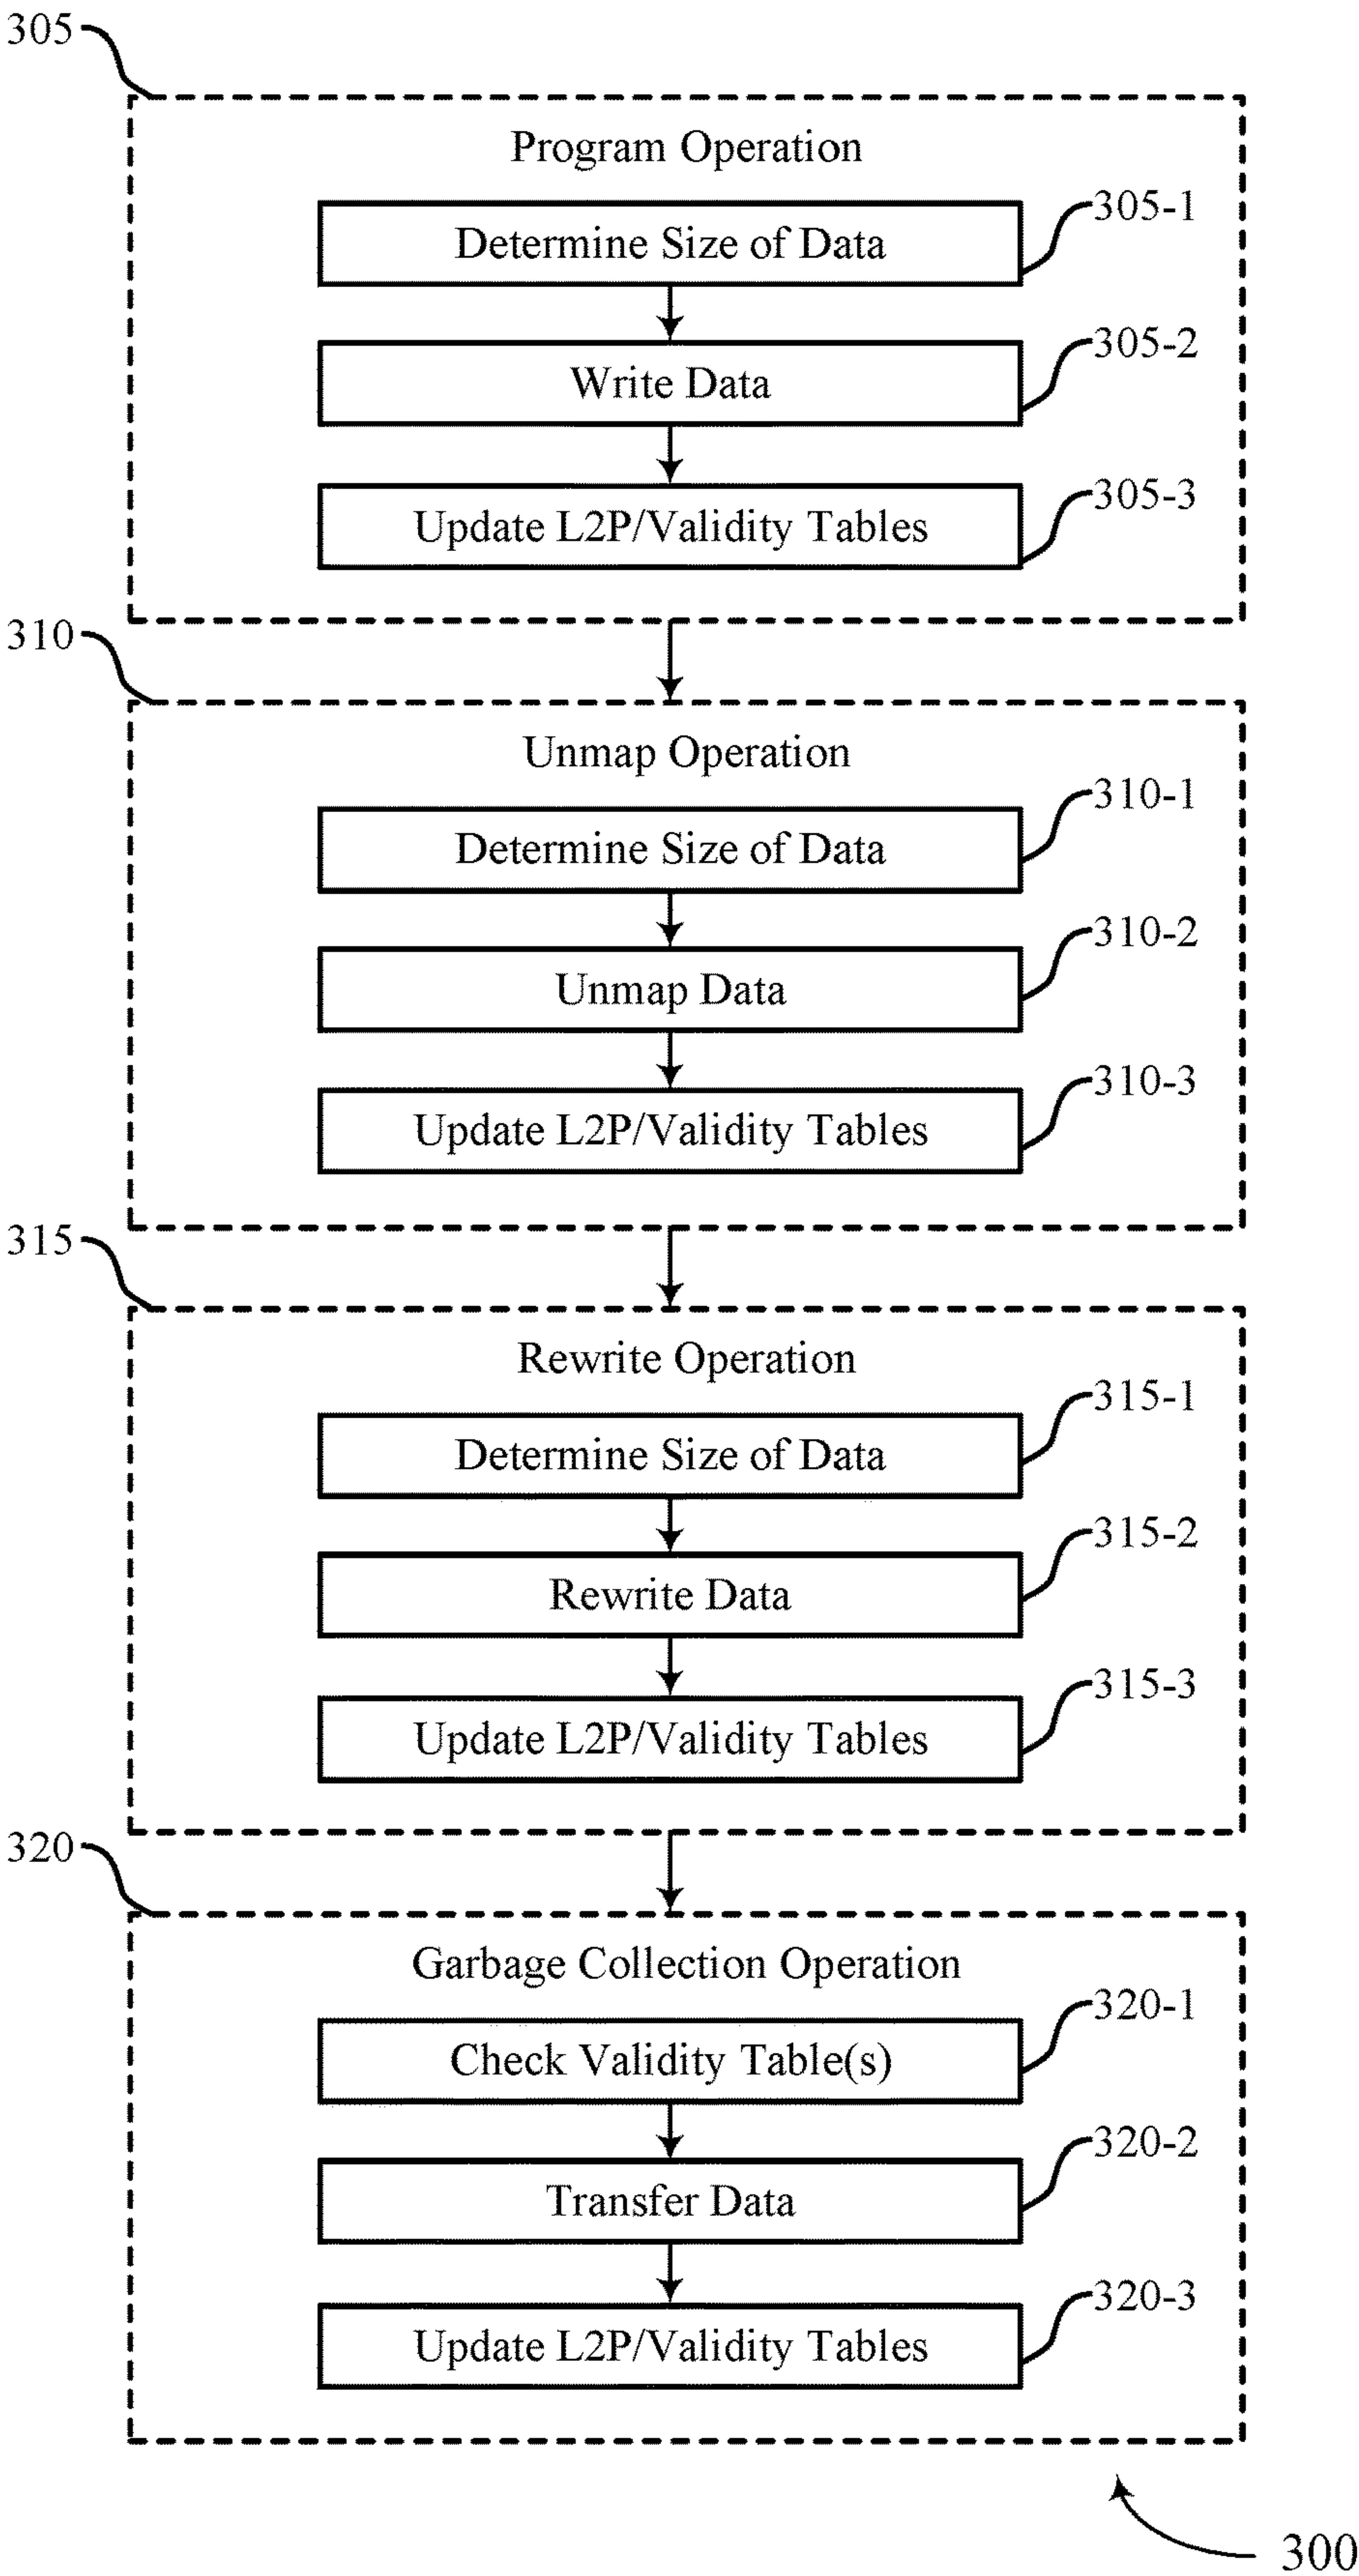 305
Program Operation
Determine Size of Data
305-1
Write Data
305-2
Update L2P/Validity Tables
305-3
310
Unmap Operation
Determine Size of Data
310-1
Unmap Data
310-2
Update L2P/Validity Tables
310-3
315
Rewrite Operation
Determine Size of Data
315-1
Rewrite Data
315-2
Update L2P/Validity Tables
315-3
320
Garbage Collection Operation
Check Validity Table(s)
320-1
Transfer Data
320-2
Update L2P/Validity Tables
320-3
300